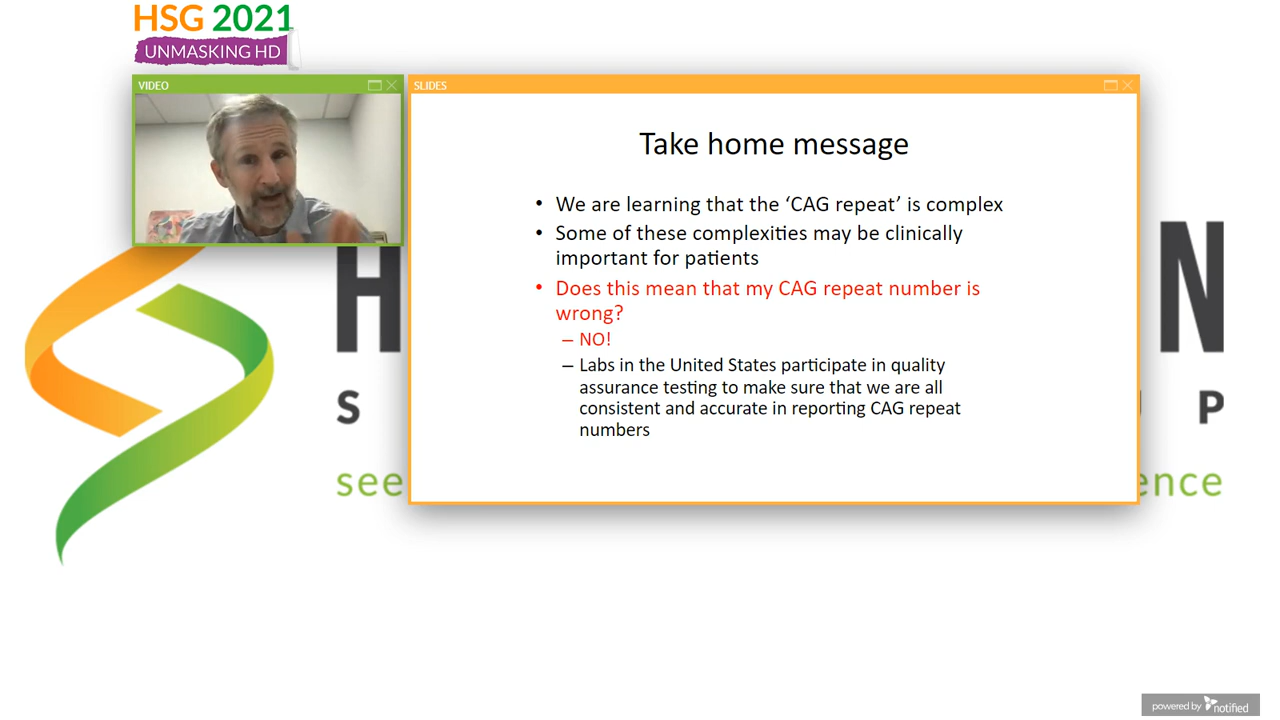 HSG 2021
UNMASKING HD
VIDEO
SLIDES
Take home message
• We are learning that the ‘CAG repeat’ is complex
• Some of these complexities may be clinically
important for patients
• Does this mean that my CAG repeat number is
wrong?
– NO!
– Labs in the United States participate in quality
assurance testing to make sure that we are all
consistent and accurate in reporting CAG repeat
numbers
H N
S P
see ence
powered by notified